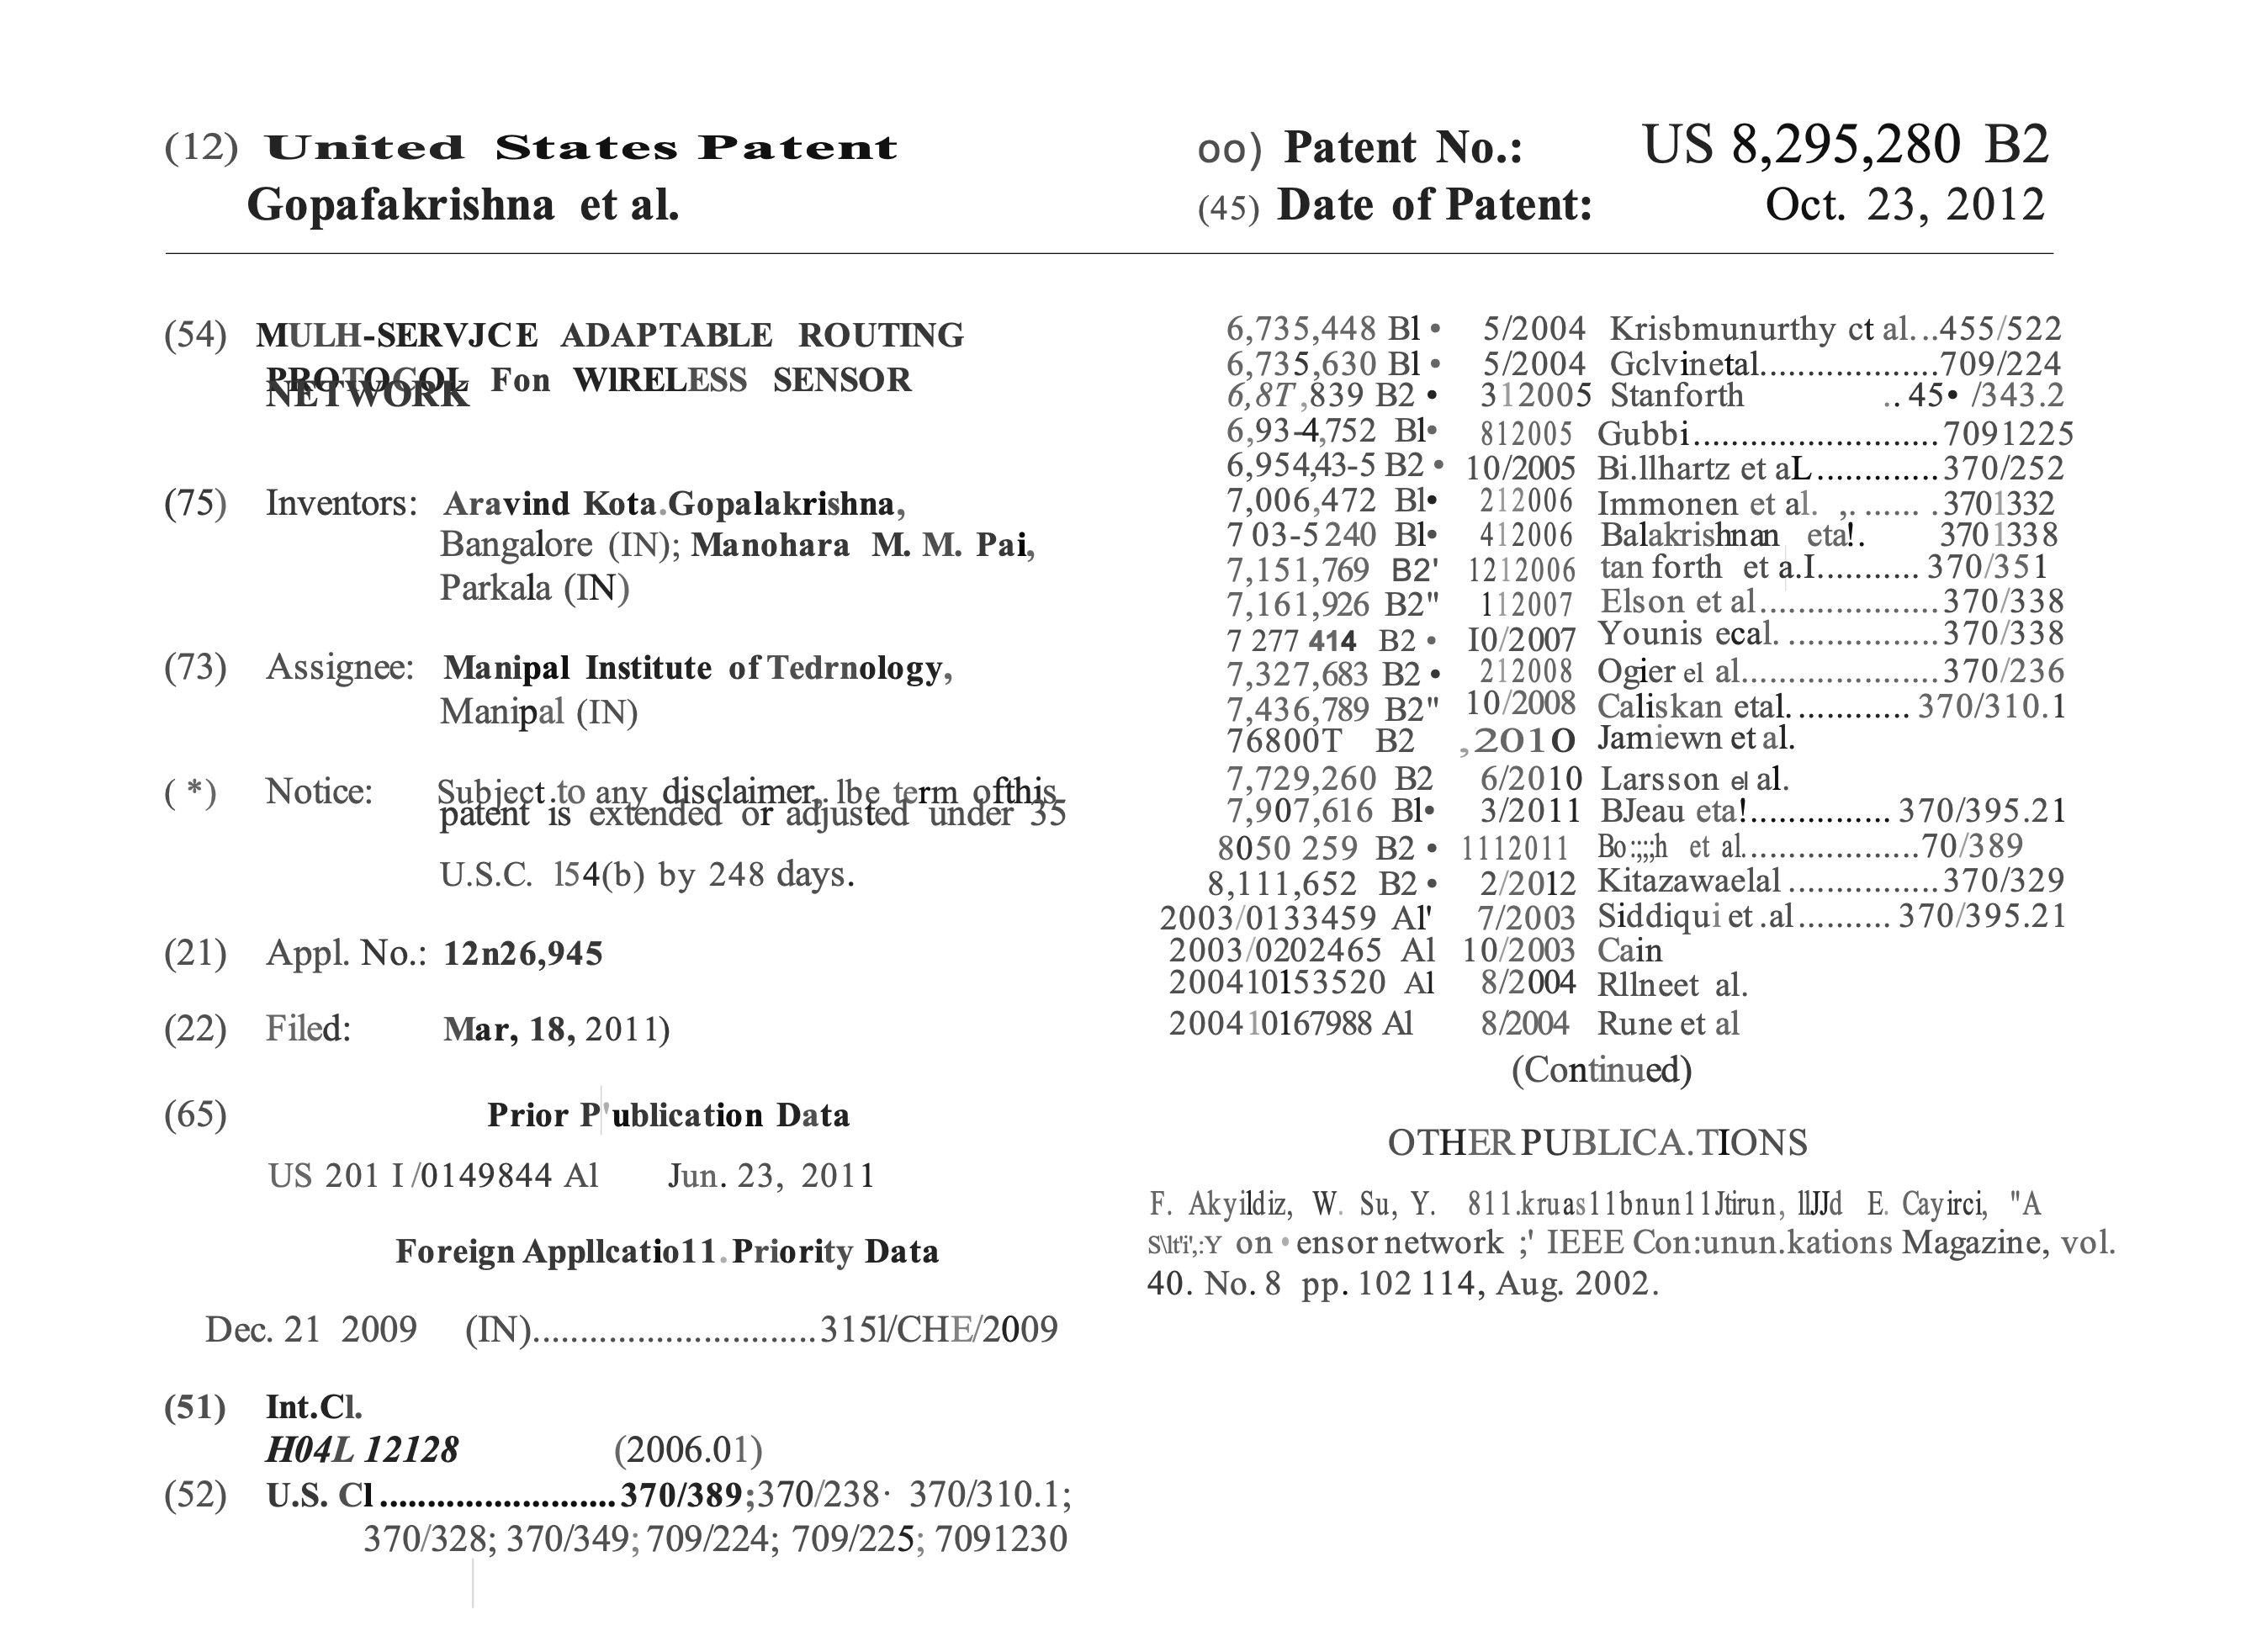 (12) United States Patent
Gopafakrishna et al.
oo) Patent No.: US 8,295,280 B2
(45) Date of Patent: Oct. 23, 2012
(54) MULH-SERVJCE ADAPTABLE ROUTING
PROTOCOL Fon WIRELESS SENSOR
NETWORK
(75) Inventors: Aravind Kota.Gopalakrishna,
Bangalore (IN); Manohara M. M. Pai,
Parkala (IN)
(73) Assignee: Manipal Institute of Tedrnology,
Manipal (IN)
( *) Notice: Subject to any disclaimer, lbe term ofthis
patent is extended or adjusted under 35
U.S.C. l54(b) by 248 days.
(21) Appl. No.: 12n26,945
(22) Filed: Mar, 18, 2011)
(65) Prior P'ublication Data
US 201 I /0149844 Al Jun. 23, 2011
Foreign Appllcatio11.Priority Data
Dec. 21 2009 (IN)..............................315l/CHE/2009
(51) Int.Cl.
H04L 12128 (2006.01)
(52) U.S. Cl.........................370/389;370/238· 370/310.1;
370/328; 370/349; 709/224; 709/225; 7091230
6,735,448 Bl • 5/2004 Krisbmunurthy ct al...455/522
6,735,630 Bl • 5/2004 Gclvinetal...................709/224
6,8T ,839 B2 • 312005 Stanforth .. 45• /343.2
6,93-4,752 Bl• 812005 Gubbi..........................7091225
6,954,43-5 B2 • 10/2005 Bi.llhartz et aL.............370/252
7,006,472 Bl• 212006 Immonen et al. ,. ...... .3701332
7 03-5 240 Bl• 412006 Balakrishnan eta!. 3701338
7,151,769 B2' 1212006 tan forth et a.I........... 370/351
7,161,926 B2" 112007 Elson et al...................370/338
7 277 414 B2 • I0/2007 Younis ecal. ................370/338
7,327,683 B2 • 212008 Ogier el al.....................370/236
7,436,789 B2" 10/2008 Caliskan etal. ............ 370/310.1
76800T B2 ,2010 Jamiewn et al.
7,729,260 B2 6/2010 Larsson el al.
7,907,616 Bl• 3/2011 BJeau eta!............... 370/395.21
8050 259 B2 • 1112011 Bo:;;;;h et al...................70/389
8,111,652 B2 • 2/2012 Kitazawaelal ................370/329
2003/0133459 Al' 7/2003 Siddiqui et .al.......... 370/395.21
2003/0202465 Al 10/2003 Cain
200410153520 Al 8/2004 Rllneet al.
200410167988 Al 8/2004 Rune et al
(Continued)
OTHER PUBLICA.TIONS
F. Akyildiz, W. Su, Y. 811.kruas11bnun11Jtirun, llJJd E. Cayirci, "A
on • ensor network ;' IEEE Con:unun.kations Magazine, vol.
40. No. 8 pp. 102 114, Aug. 2002.